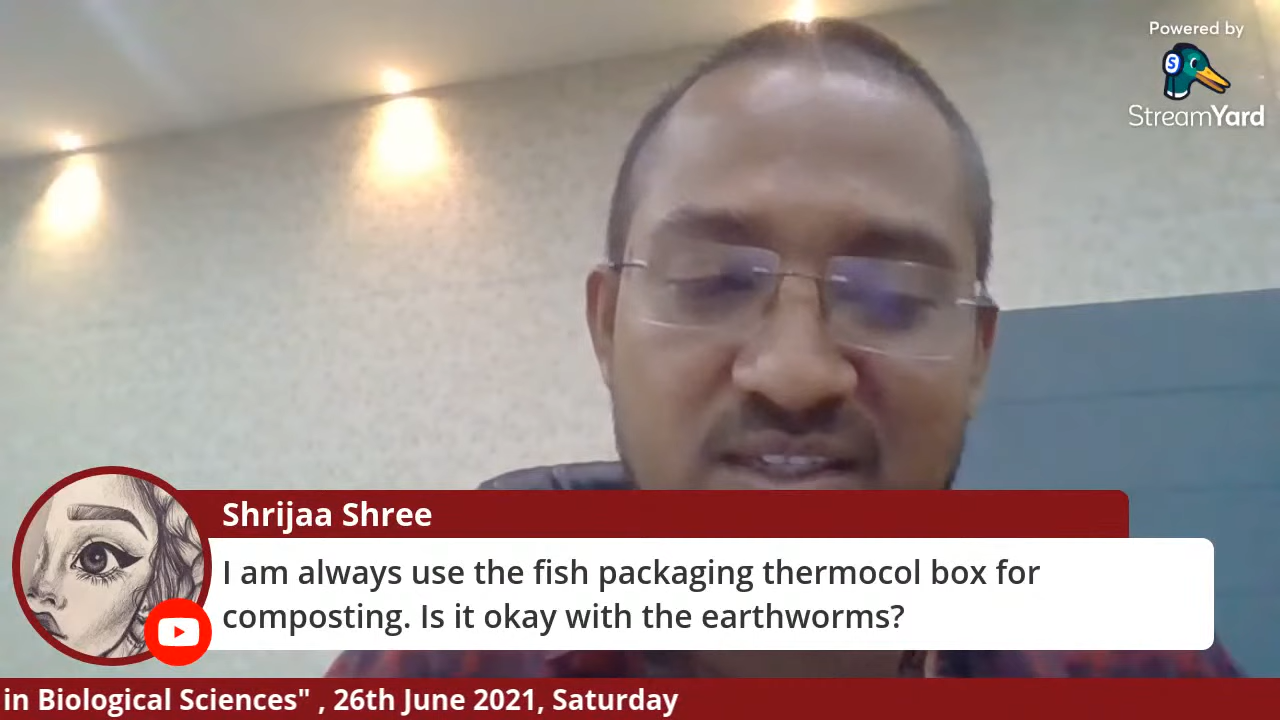 Powered by
S
StreamYard
Shrijaa Shree
I am always use the fish packaging thermocol box for
composting. Is it okay with the earthworms?
in Biological Sciences" , 26th June 2021, Saturday